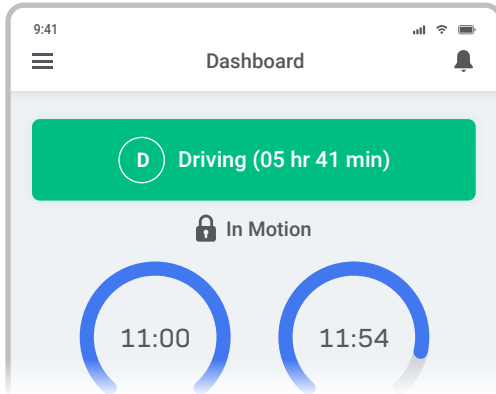 9:41
Dashboard
D Driving (05 hr 41 min)
In Motion
11:00 11:54